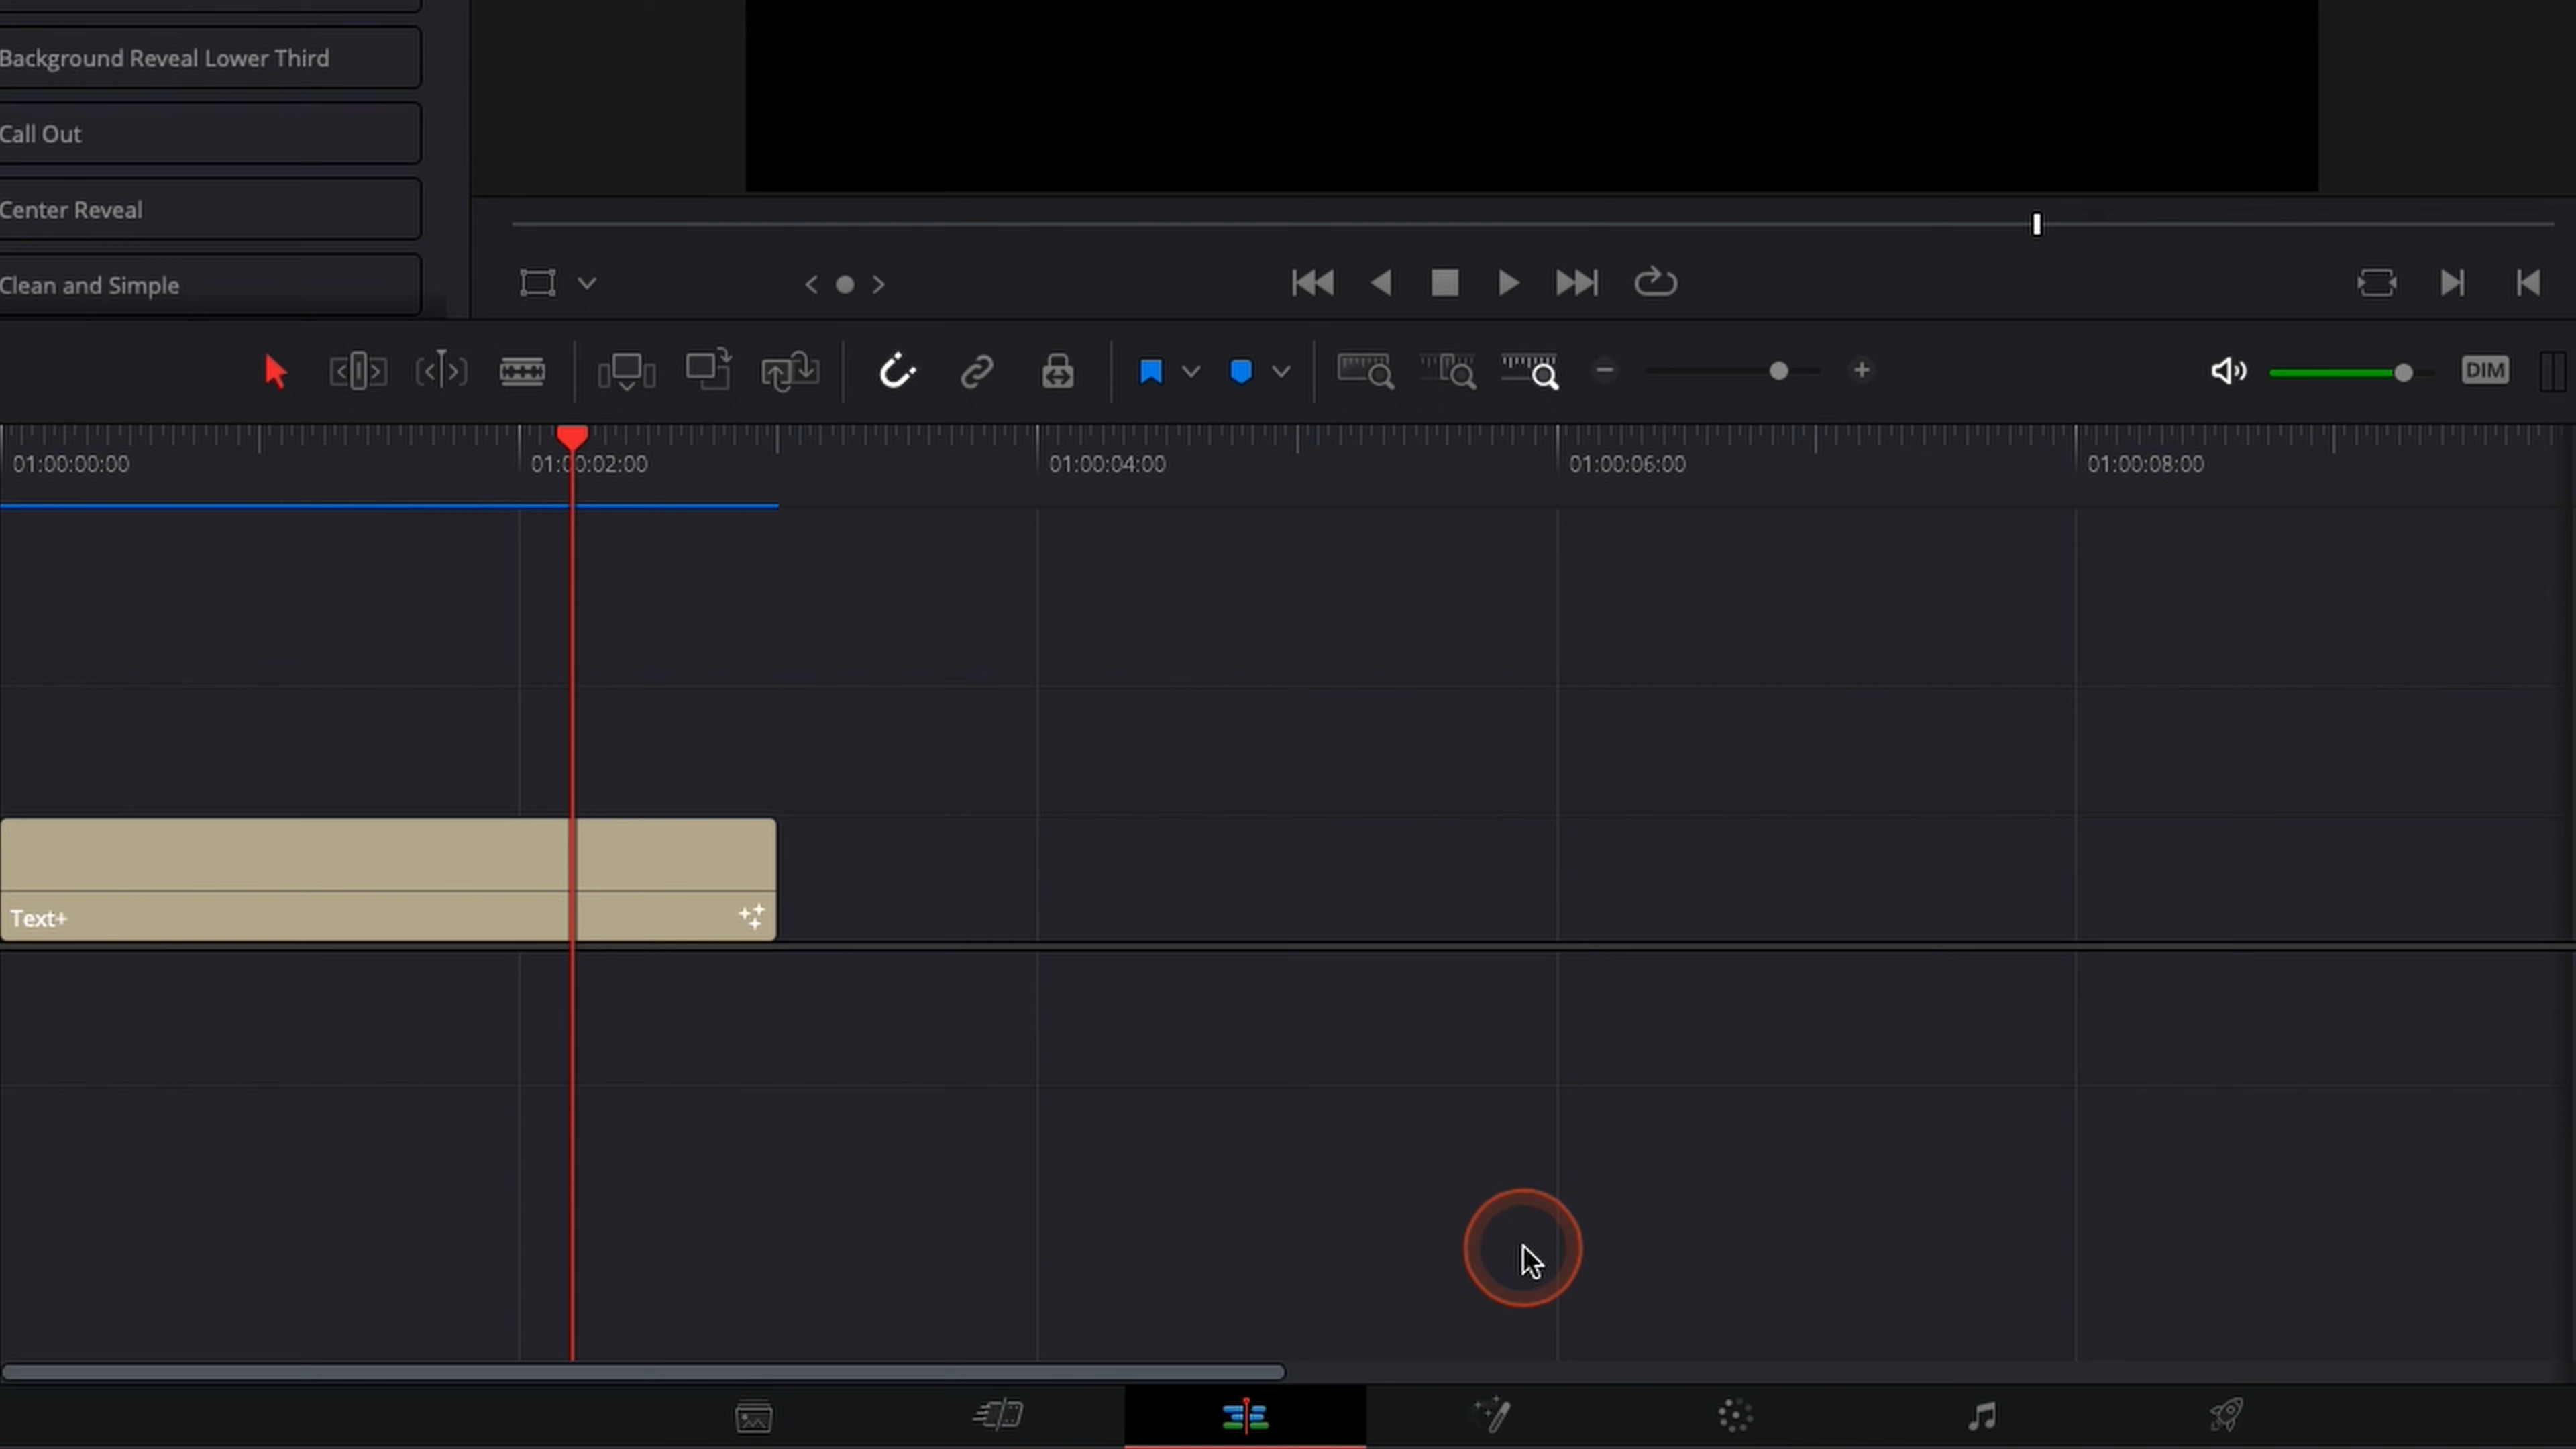 Background Reveal Lower Third
Call Out
Center Reveal
Clean and Simple
DIM
01:00:00:00
01:00:02:00
01:00:04:00
01:00:06:00
01:00:08:00
Text+